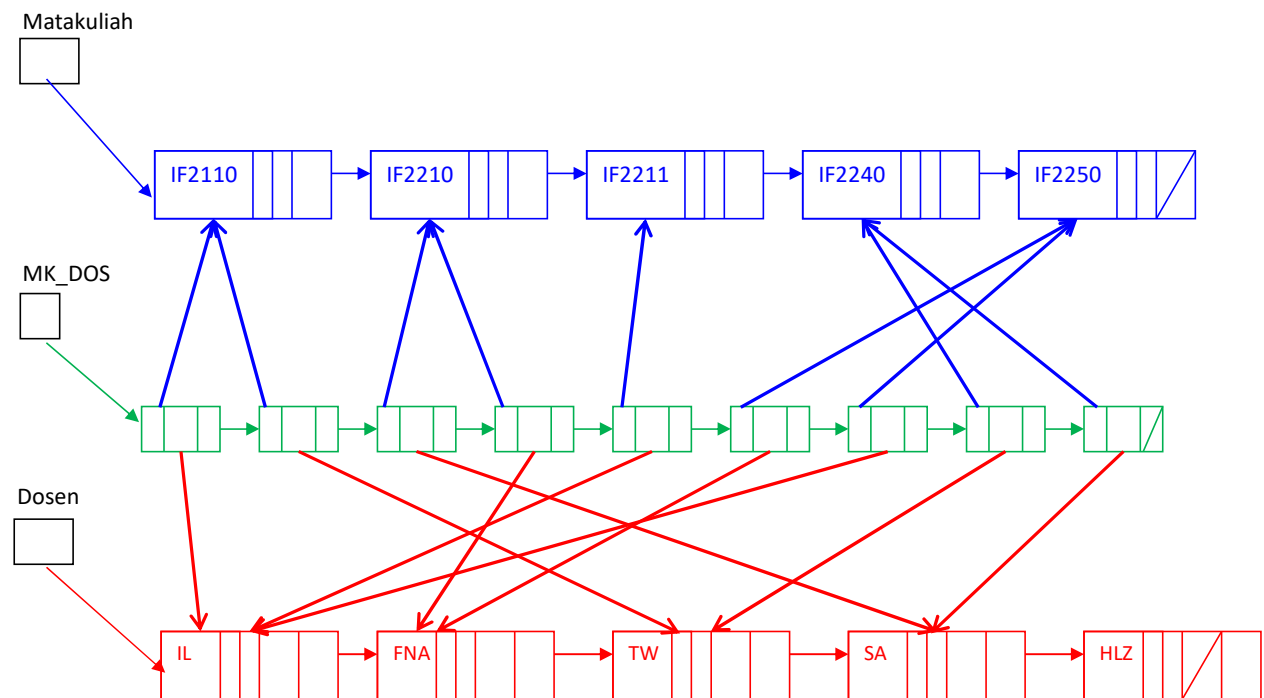 Matakuliah
IF2110
IF2210
IF2211
IF2240
IF2250
MK_DOS
Dosen
IL
FNA
TW
SA
HLZ